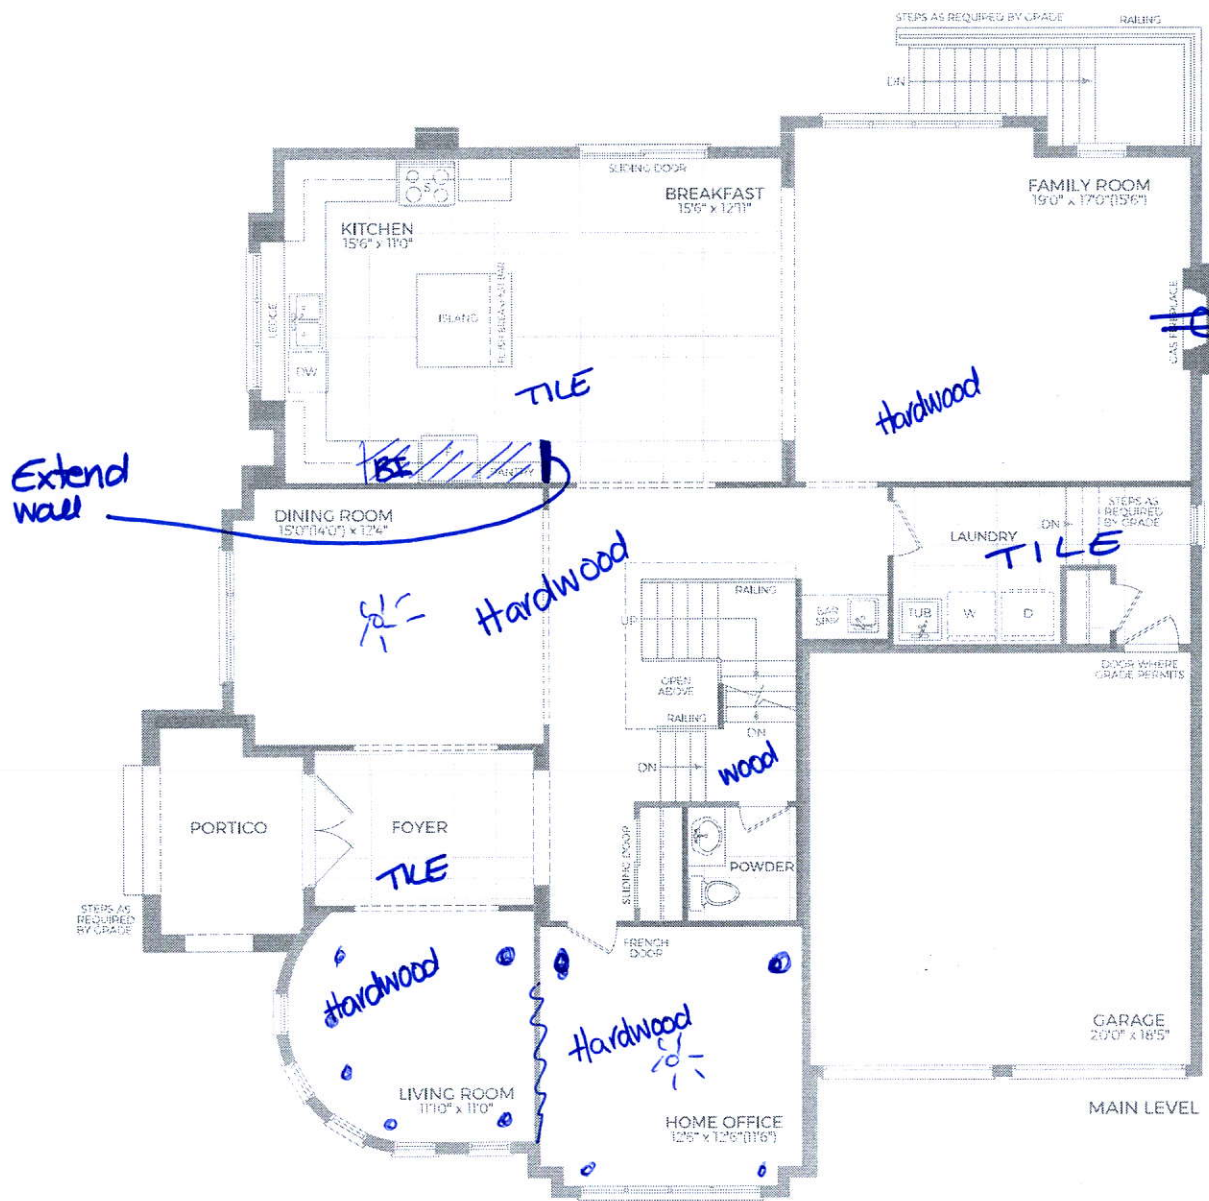 STEPS AS REQUIRED BY GRADE
RAILING
DN
SLIDING DOOR
BREAKFAST
15'6" x 12'11"
FAMILY ROOM
19'0" x 17'0"(15'6")
KITCHEN
15'6" x 11'0"
S
LEDGE
ISLAND
FLUSH BREAKFAST BAR
GAS FIREPLACE
DW
TILE
Hardwood
BI
PANTRY
Extend
wall
DINING ROOM
15'0"(14'0") x 12'4"
Hardwood
LAUNDRY
TILE
DN
STEPS AS
REQUIRED
BY GRADE
RAILING
UP
BAR
SINK
TUB
W
D
OPEN
ABOVE
DOOR WHERE
GRADE PERMITS
RAILING
DN
DN
wood
PORTICO
FOYER
TILE
SLIDING DOOR
POWDER
STEPS AS
REQUIRED
BY GRADE
FRENCH
DOOR
Hardwood
Hardwood
GARAGE
20'0" x 18'5"
LIVING ROOM
11'10" x 11'0"
HOME OFFICE
12'6" x 12'6"(11'6")
MAIN LEVEL